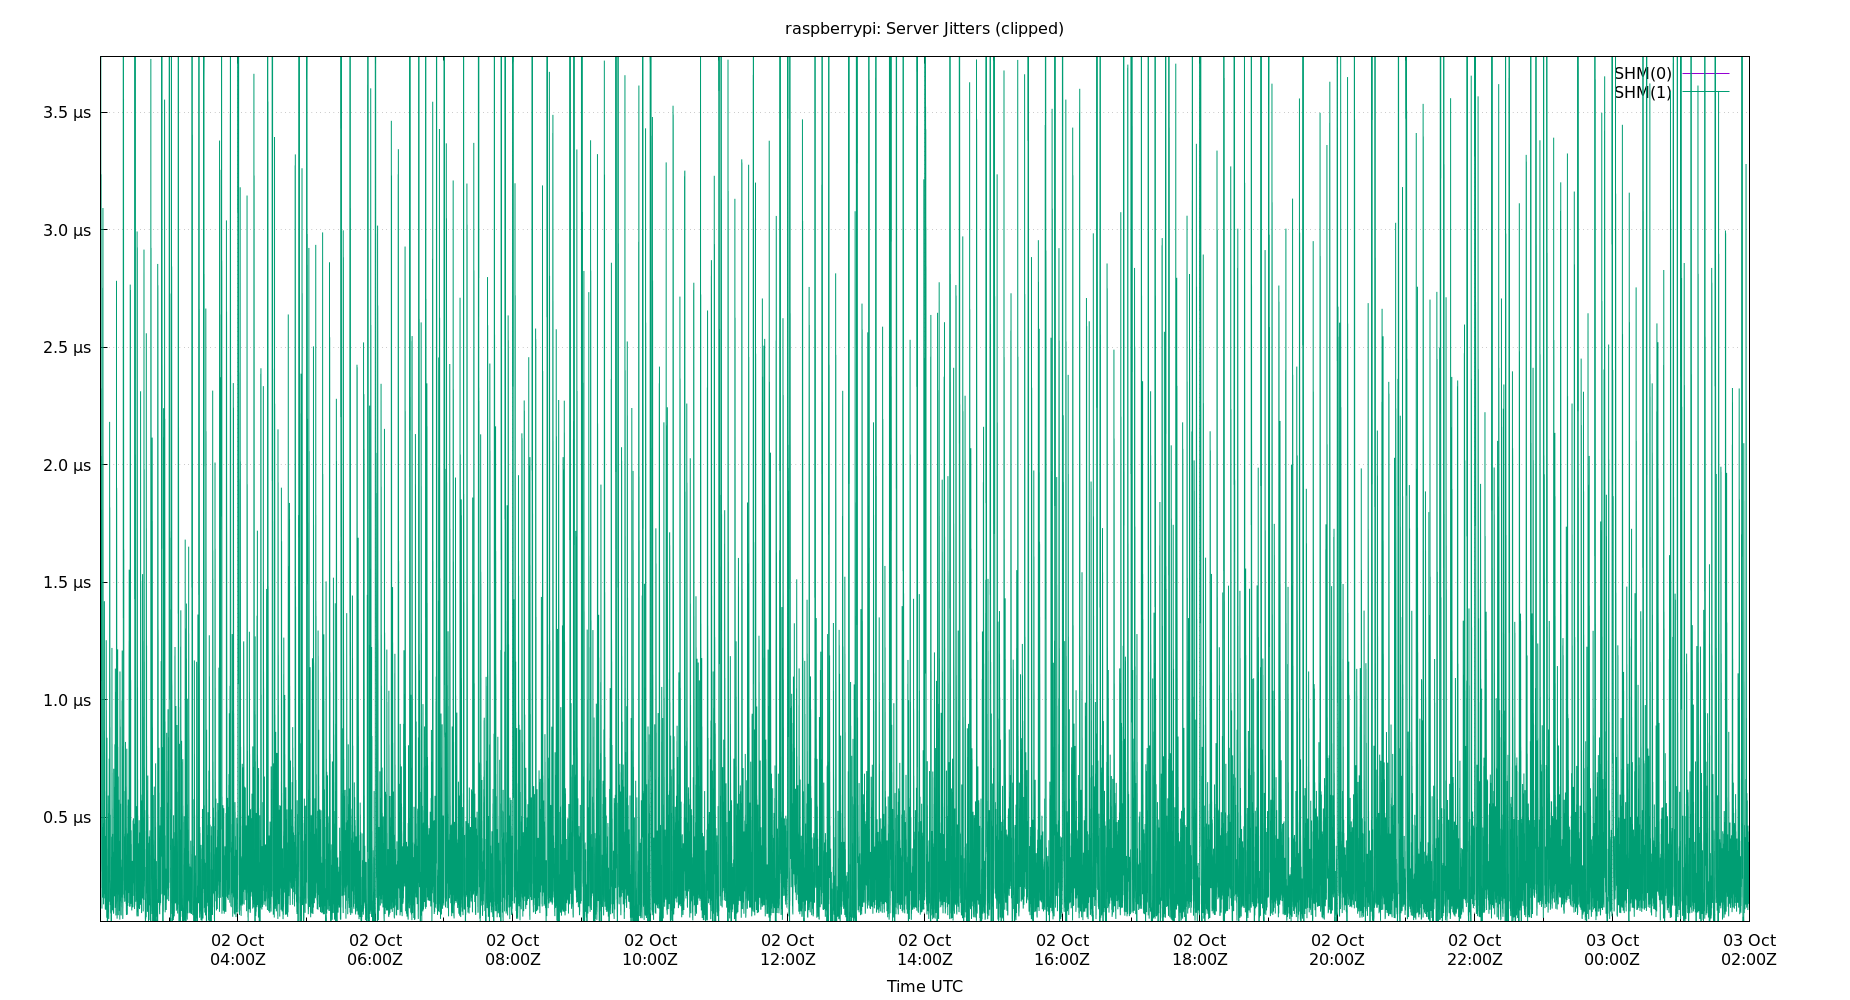 raspberrypi: Server Jitters (clipped)
SHM(0)
SHM(1)
3.5 µs
3.0 µs
2.5 µs
2.0 µs
1.5 µs
1.0 µs
0.5 µs
02 Oct 02 Oct 02 Oct 02 Oct 02 Oct 02 Oct 02 Oct 02 Oct 02 Oct 02 Oct 03 Oct 03 Oct
04:00Z 06:00Z 08:00Z 10:00Z 12:00Z 14:00Z 16:00Z 18:00Z 20:00Z 22:00Z 00:00Z 02:00Z
Time UTC